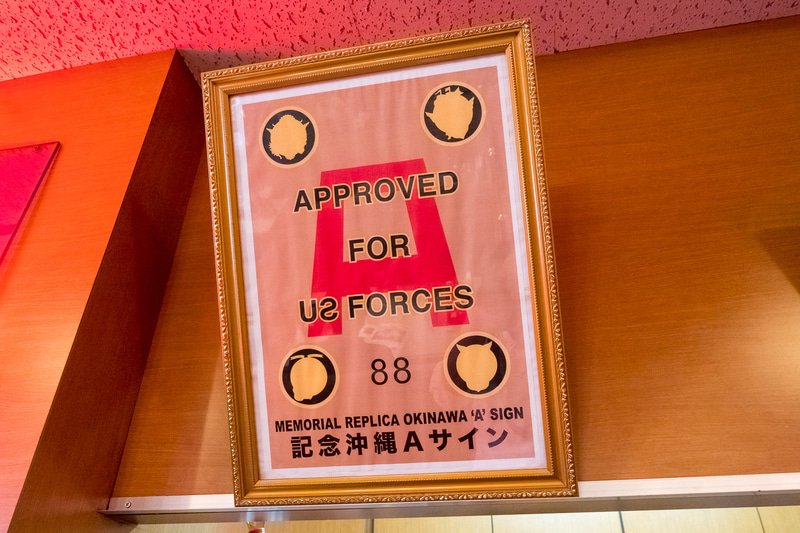 APPROVED
FOR
US FORCES
88
MEMORIAL REPLICA OKINAWA 'A' SIGN
記念沖縄Aサイン